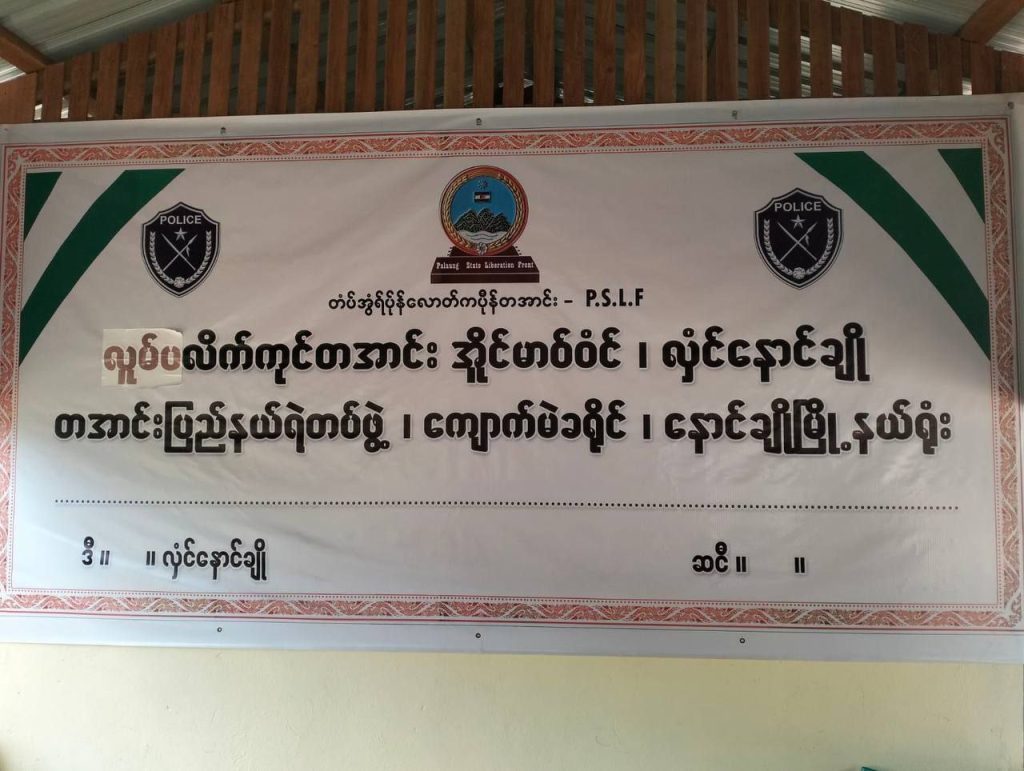 POLICE
POLICE
Palaung State Liberation Front
တံပ်အွံရ်ပိုန်လောတ်ကပိုန်တအာင်း – P.S.L.F
လူမ်ပလိက်ကုင်တအာင်း အိူင်မာဝ်ဝံင် ၊ လှံင်နောင်ချို
တအာင်းပြည်နယ်ရဲတပ်ဖွဲ့ ၊ ကျောက်မဲခရိုင် ၊ နောင်ချိုမြို့နယ်ရုံး
ဒီ ။ ။ လှံင်နောင်ချို
ဆငီ ။ ။